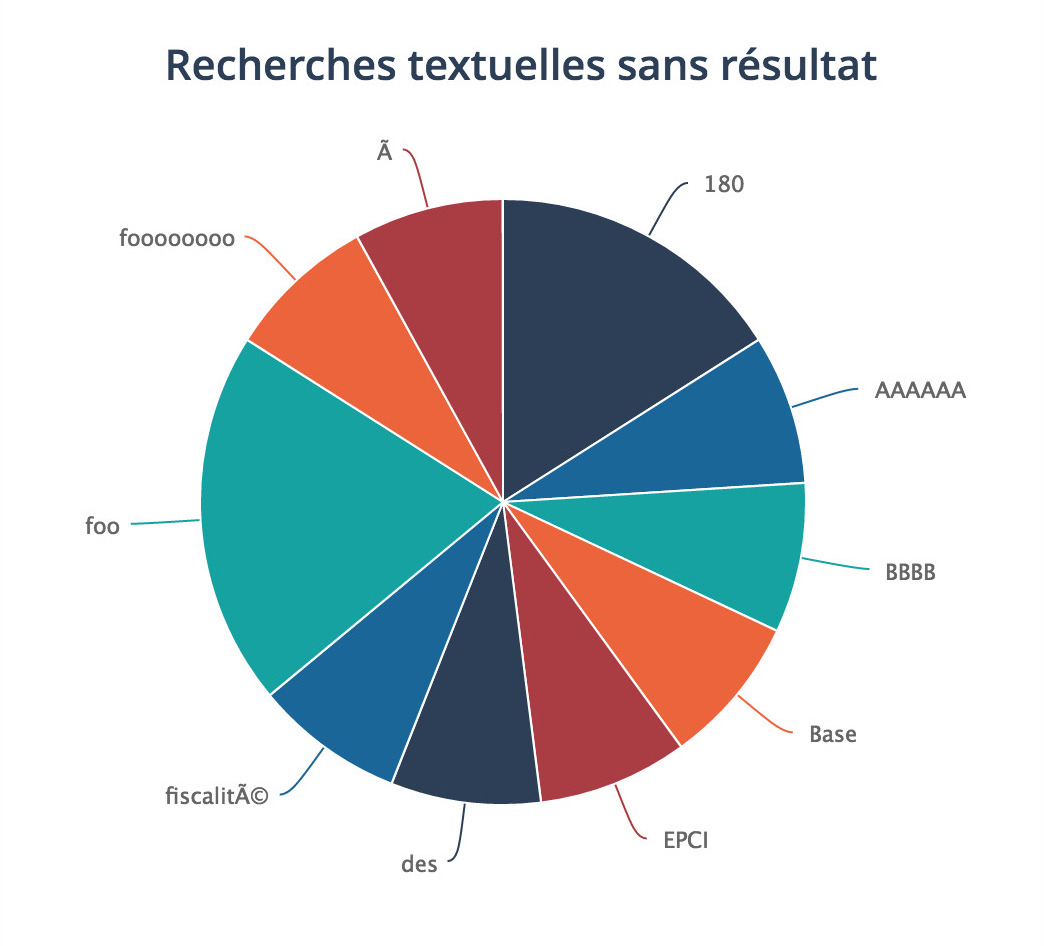 Recherches textuelles sans résultat
Ã
180
foooooooo
AAAAAA
foo
BBBB
Base
fiscalitÃ©
EPCI
des